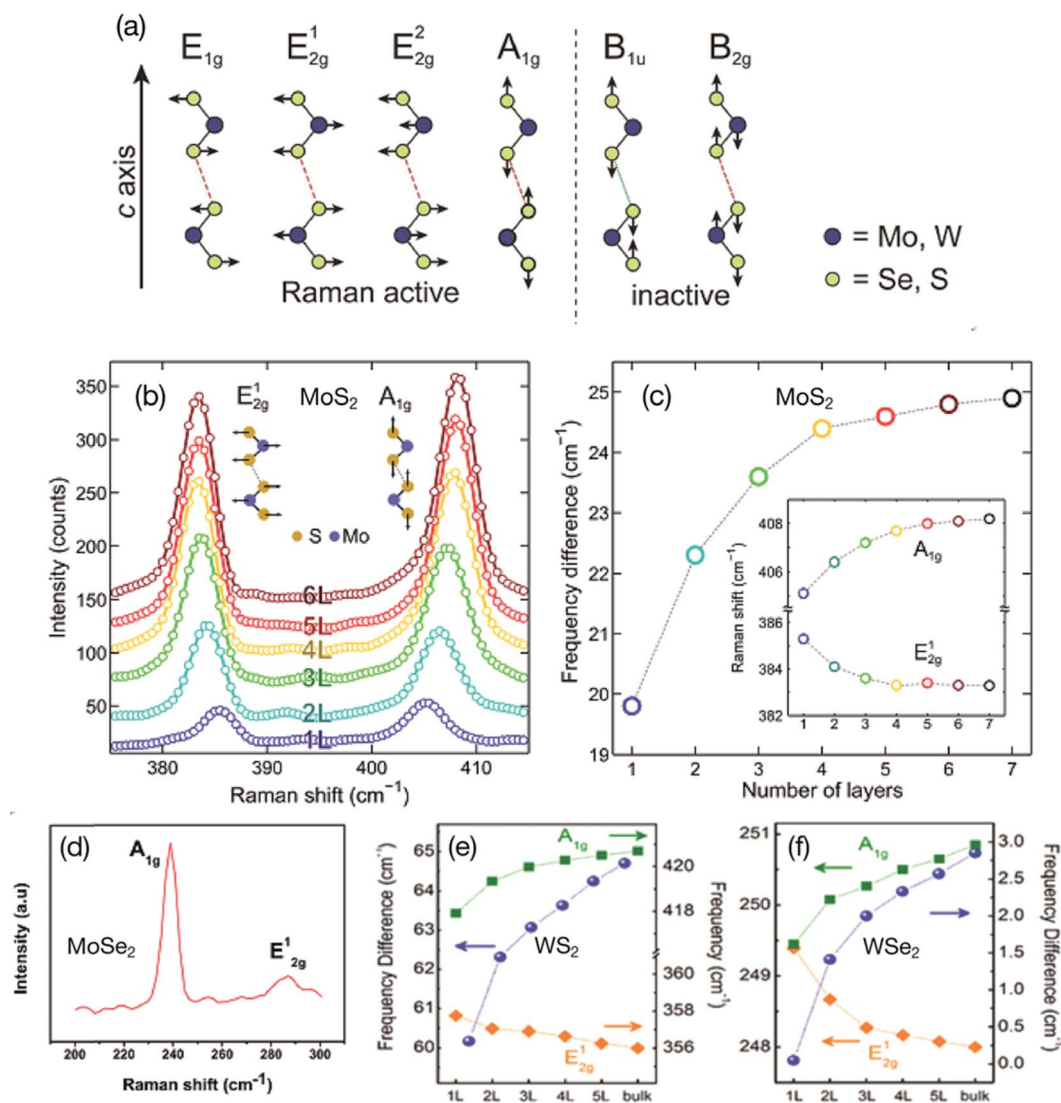 (a)
E1g E12g E22g A1g B1u B2g
c axis
Raman active
inactive
= Mo, W
= Se, S
(b)
E12g MoS2 A1g
S Mo
6L
5L
4L
3L
2L
1L
Intensity (counts)
350
300
250
200
150
100
50
380 390 400 410
Raman shift (cm−1)
(c)
MoS2
Frequency difference (cm−1)
25
24
23
22
21
20
19
1 2 3 4 5 6 7
Number of layers
Raman shift (cm−1)
408
406
386
384
382
A1g
E12g
1 2 3 4 5 6 7
(d)
A1g
MoSe2
E12g
Intensity (a.u)
200 220 240 260 280 300
Raman shift (cm-1)
(e)
A1g
WS2
E12g
Frequency Difference (cm-1)
65
64
63
62
61
60
420
418
360
358
356
Frequency (cm-1)
1L 2L 3L 4L 5L bulk
(f)
A1g
WSe2
E12g
251
250
249
248
3.0
2.5
2.0
1.5
1.0
0.5
0.0
Frequency Difference (cm-1)
1L 2L 3L 4L 5L bulk